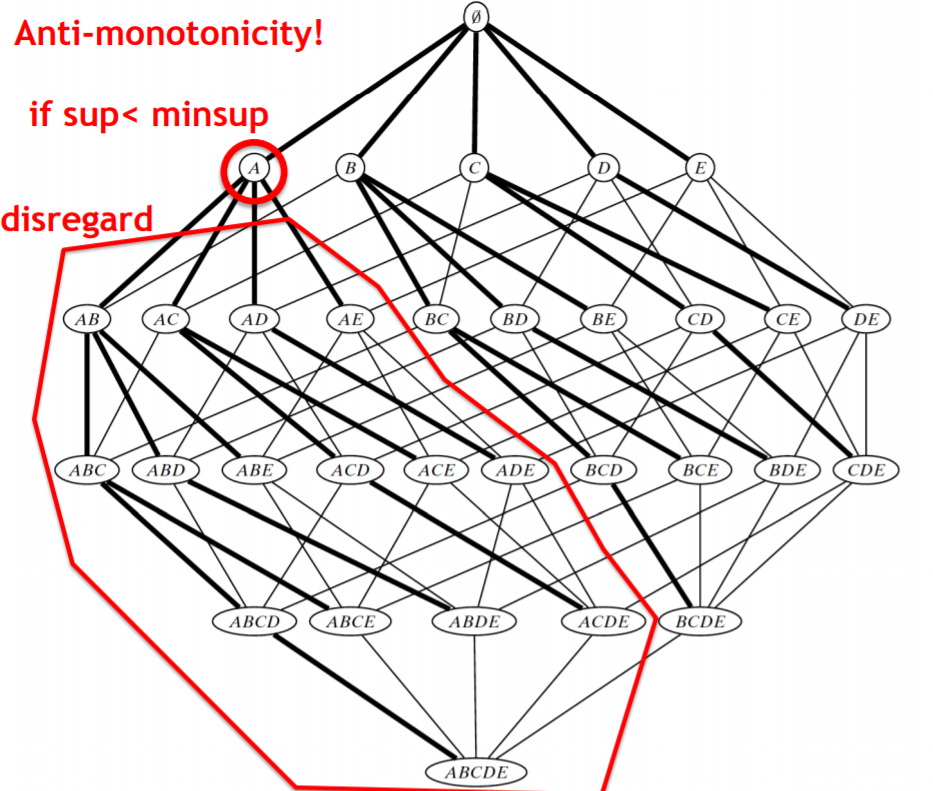 Ø
Anti-monotonicity!
if sup< minsup
A B C D E
disregard
AB AC AD AE BC BD BE CD CE DE
ABC ABD ABE ACD ACE ADE BCD BCE BDE CDE
ABCD ABCE ABDE ACDE BCDE
ABCDE